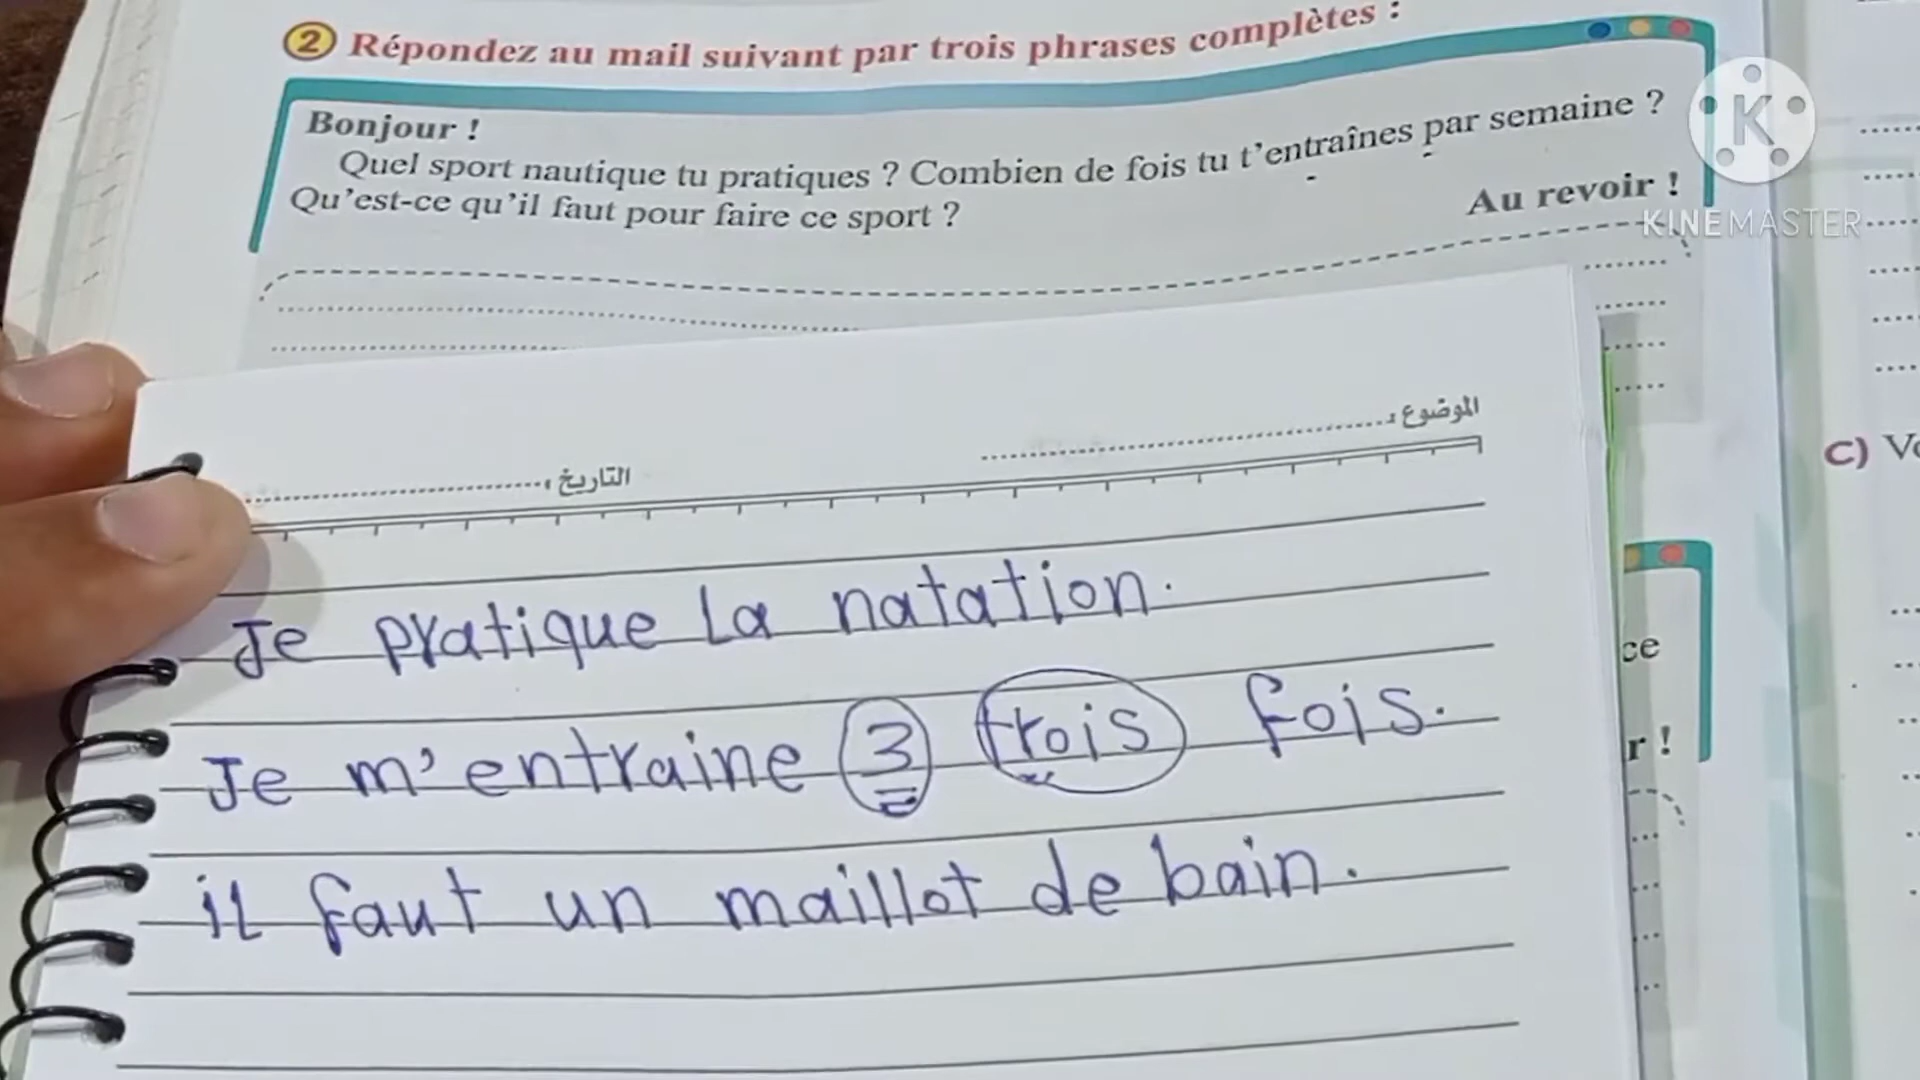 2 Répondez au mail suivant par trois phrases complètes :
Bonjour !
Quel sport nautique tu pratiques ? Combien de fois tu t'entraînes par semaine ?
Qu'est-ce qu'il faut pour faire ce sport ?
Au revoir !
K
KINEMASTER
الموضوع :
التاريخ :
C)
Je pratique la natation.
ce
Je m'entraine 3 trois fois.
r !
il faut un maillot de bain.